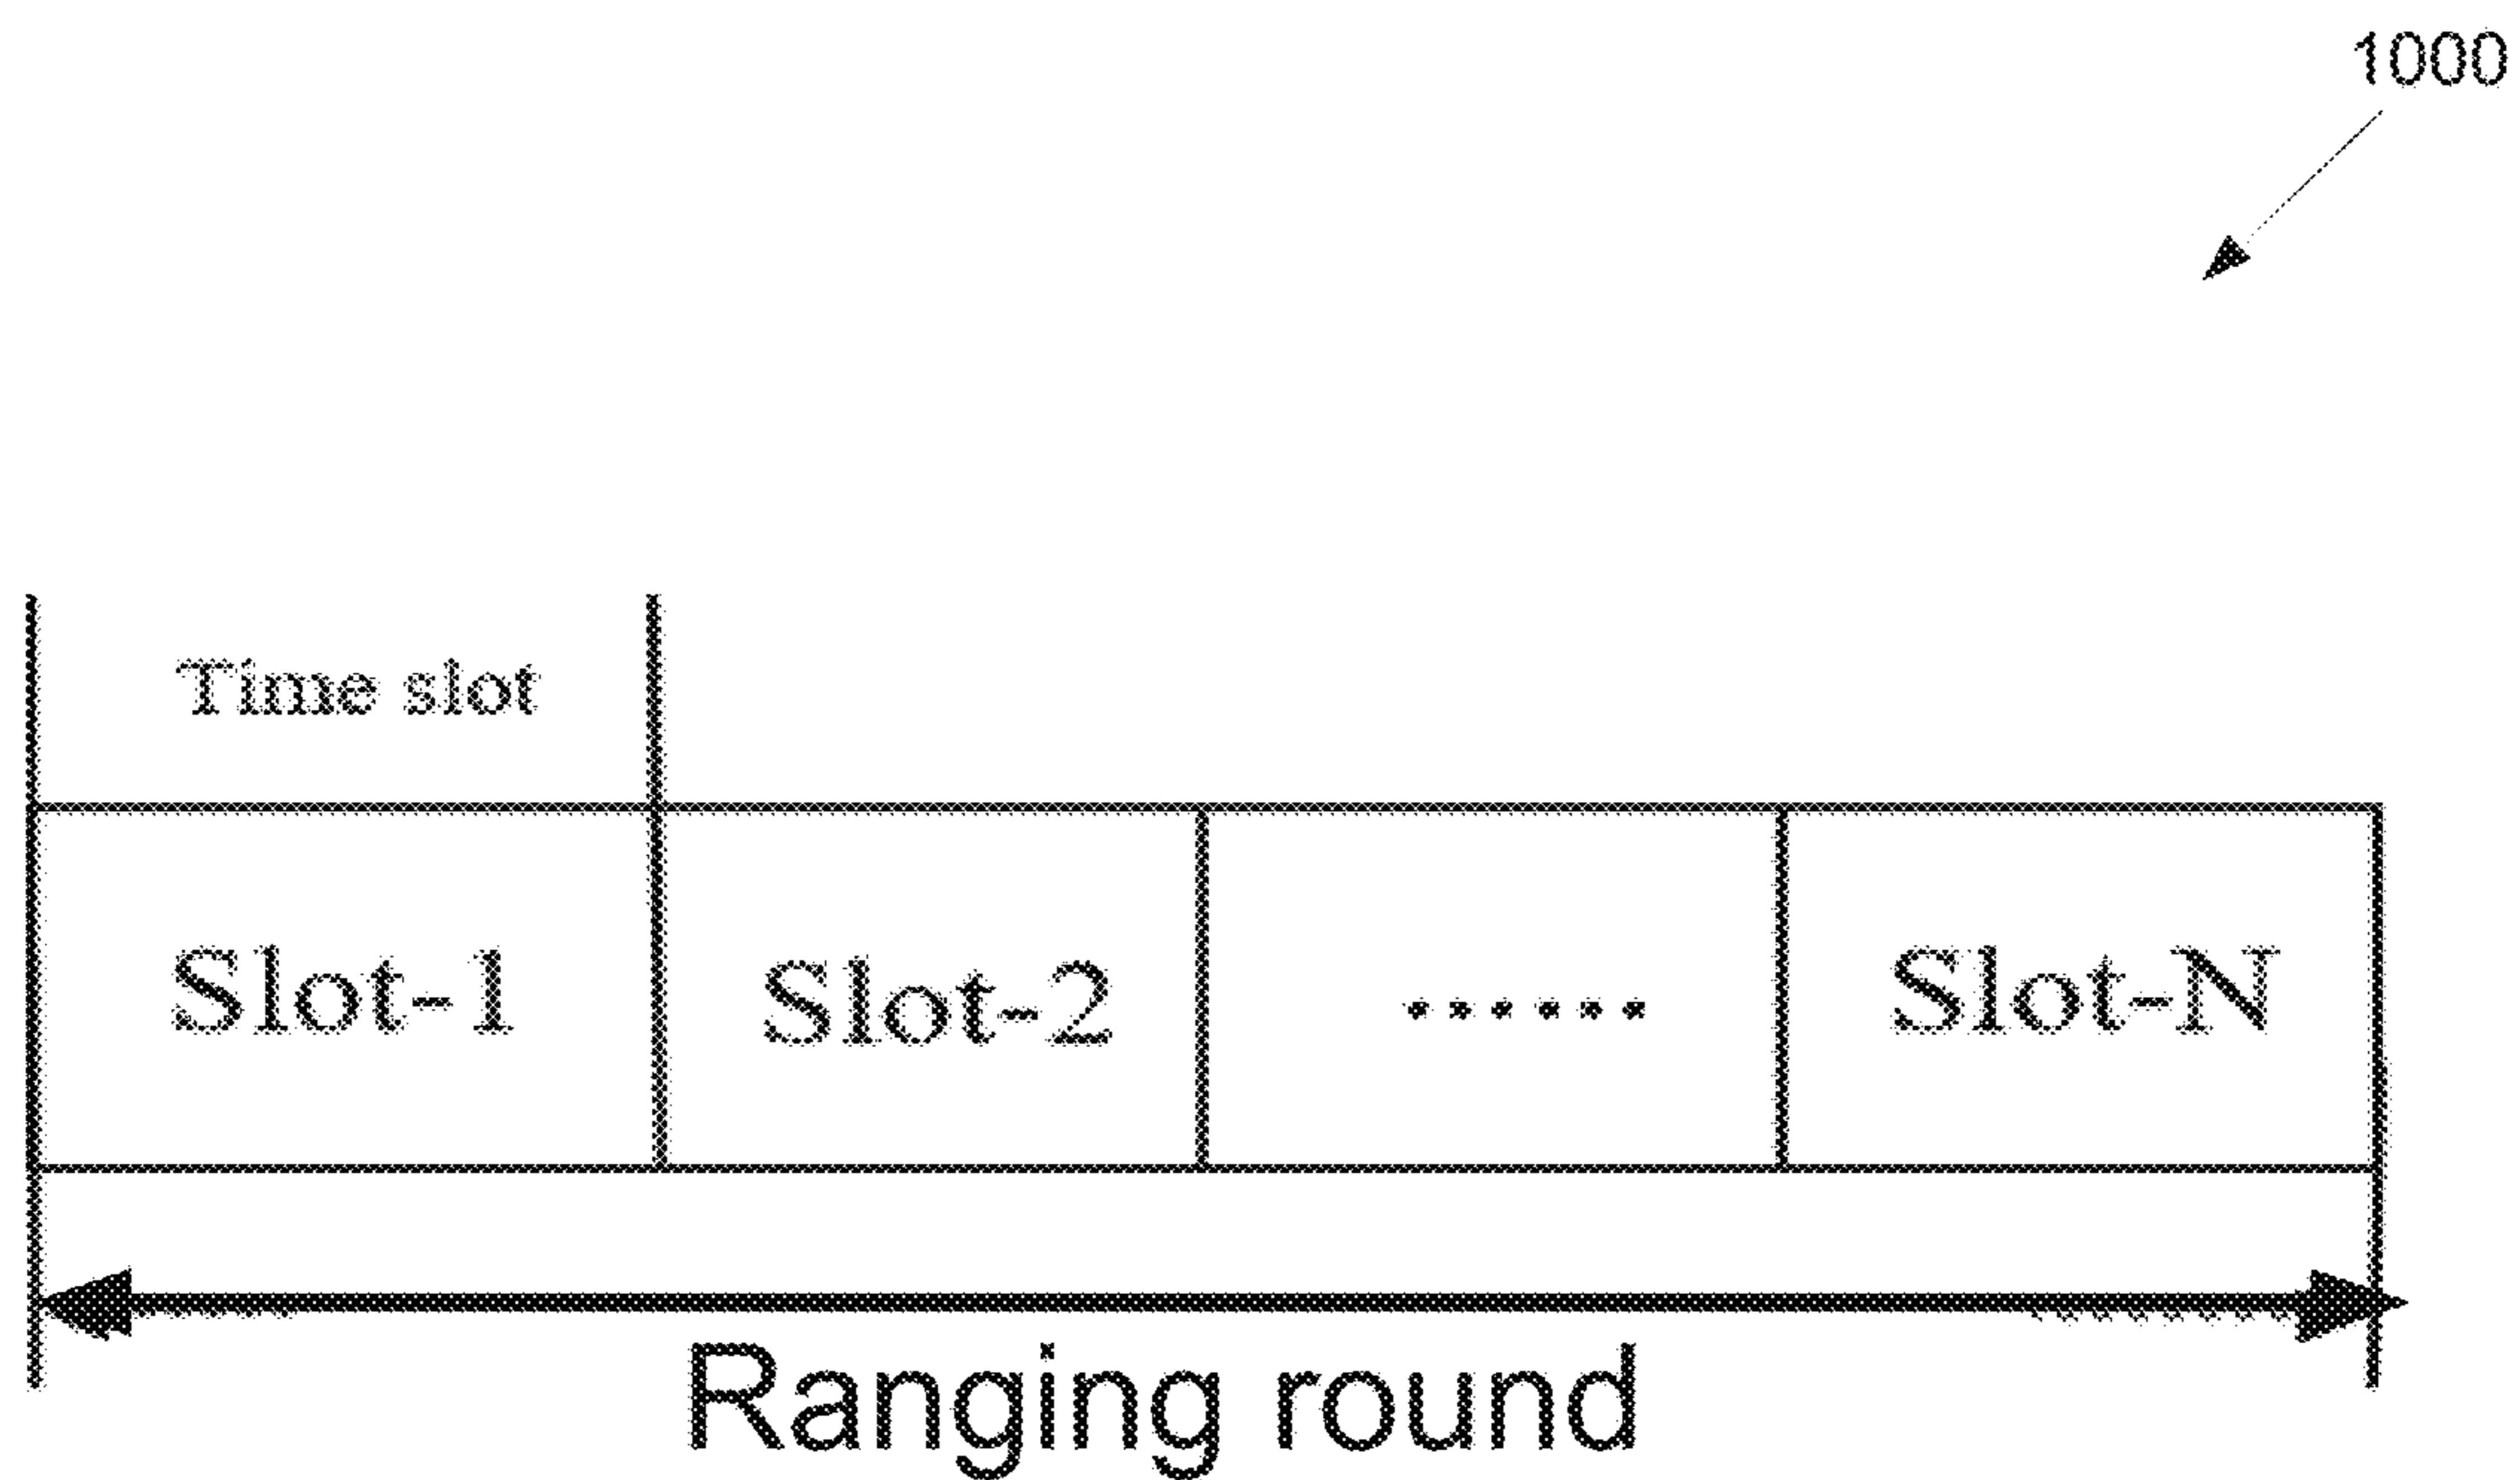 1000
Time slot
Slot-1 Slot-2 ...... Slot-N
Ranging round